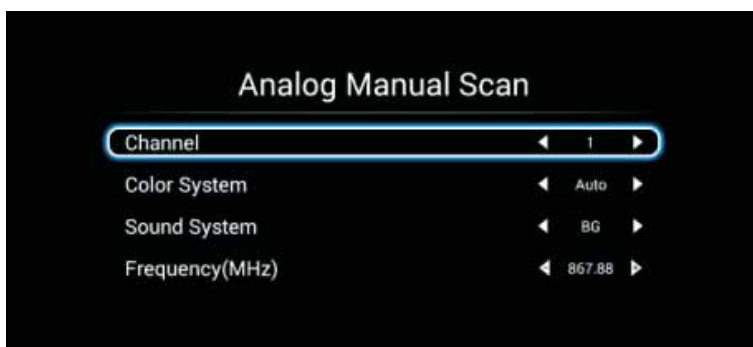 Analog Manual Scan
Channel 1
Color System Auto
Sound System BG
Frequency(MHz) 867.88